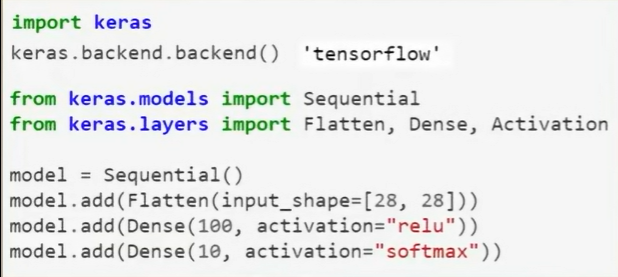 import keras
keras.backend.backend() 'tensorflow'
from keras.models import Sequential
from keras.layers import Flatten, Dense, Activation
model = Sequential()
model.add(Flatten(input_shape=[28, 28]))
model.add(Dense(100, activation="relu"))
model.add(Dense(10, activation="softmax"))